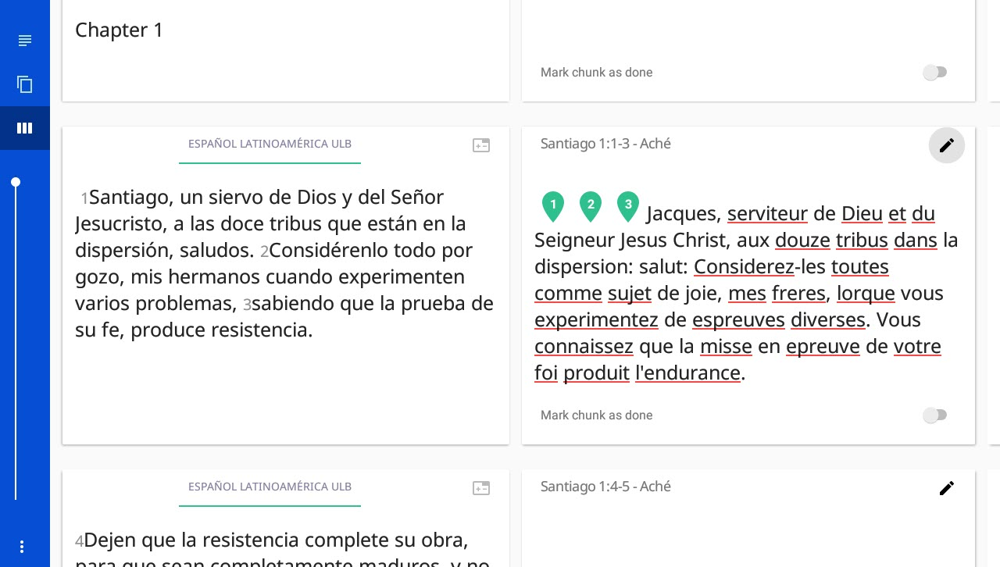 Chapter 1
Mark chunk as done
ESPAÑOL LATINOAMÉRICA ULB
1Santiago, un siervo de Dios y del Señor
Jesucristo, a las doce tribus que están en la
dispersión, saludos. 2Considérenlo todo por
gozo, mis hermanos cuando experimenten
varios problemas, 3sabiendo que la prueba de
su fe, produce resistencia.
Santiago 1:1-3 - Aché
1 2 3 Jacques, serviteur de Dieu et du
Seigneur Jesus Christ, aux douze tribus dans la
dispersion: salut: Considerez-les toutes
comme sujet de joie, mes freres, lorque vous
experimentez de espreuves diverses. Vous
connaissez que la misse en epreuve de votre
foi produit l'endurance.
Mark chunk as done
ESPAÑOL LATINOAMÉRICA ULB
4Dejen que la resistencia complete su obra,
para que sean completamente maduros, y no
Santiago 1:4-5 - Aché